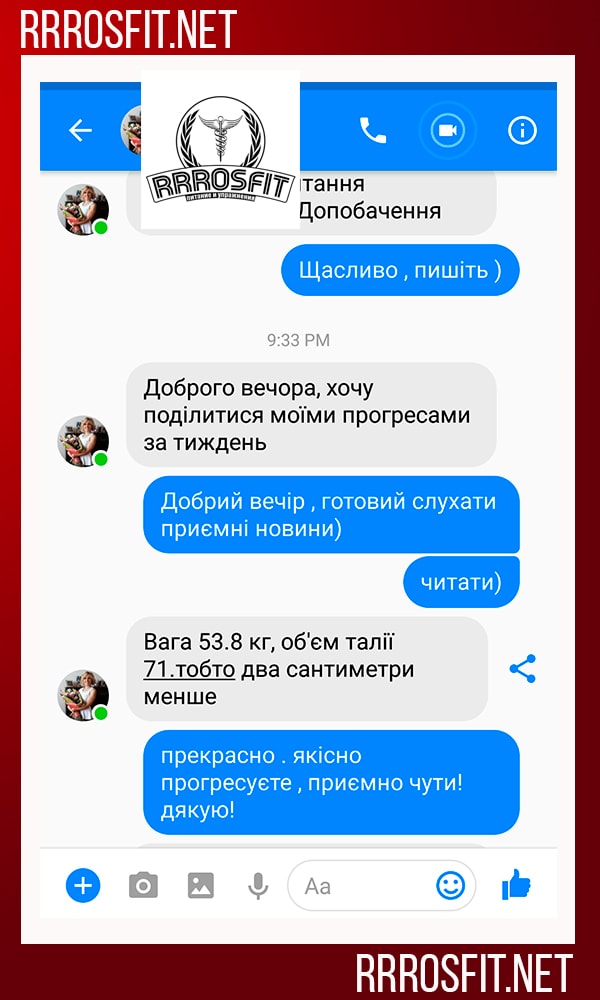 RRROSFIT.NET
RRROSFIT
питание и упражнения
тання
Допобачення
Щасливо , пишіть )
9:33 PM
Доброго вечора, хочу
поділитися моїми прогресами
за тиждень
Добрий вечір , готовий слухати
приємні новини)
читати)
Вага 53.8 кг, об'єм талії
71.тобто два сантиметри
менше
прекрасно . якісно
прогресуєте , приємно чути!
дякую!
Aa
RRROSFIT.NET